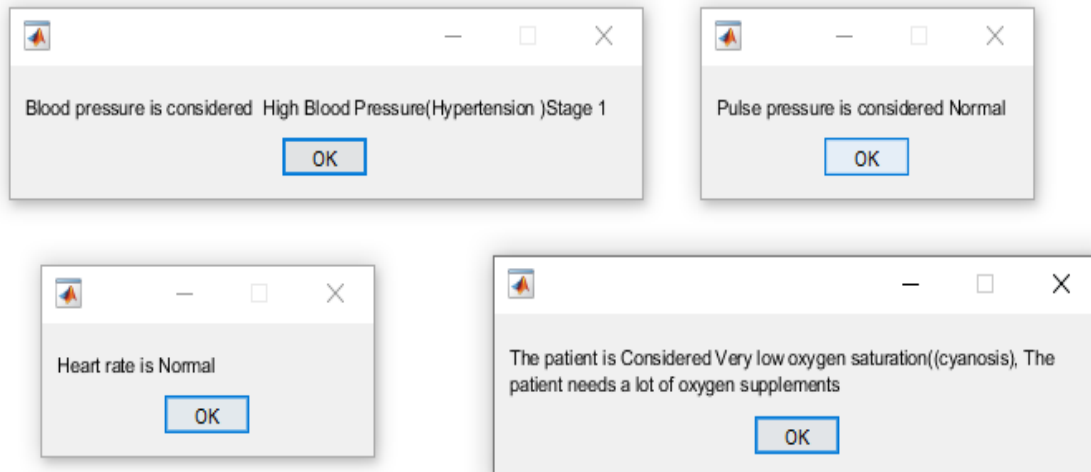 Blood pressure is considered  High Blood Pressure(Hypertension )Stage 1
OK
Pulse pressure is considered Normal
OK
Heart rate is Normal
OK
The patient is Considered Very low oxygen saturation((cyanosis), The
patient needs a lot of oxygen supplements
OK